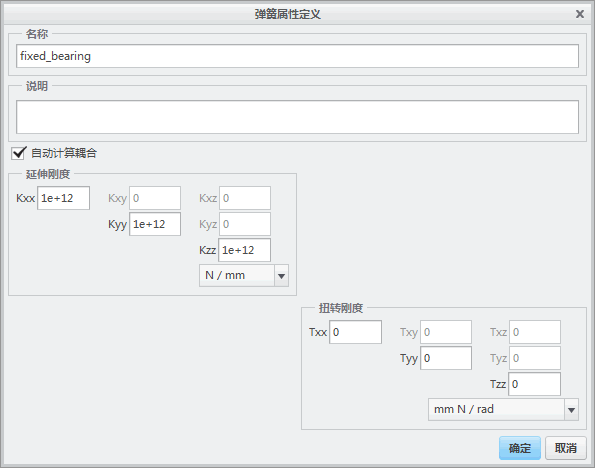 弹簧属性定义
名称
fixed_bearing
说明
自动计算耦合
延伸刚度
Kxx 1e+12 Kxy 0 Kxz 0
Kyy 1e+12 Kyz 0
Kzz 1e+12
N / mm
扭转刚度
Txx 0 Txy 0 Txz 0
Tyy 0 Tyz 0
Tzz 0
mm N / rad
确定 取消